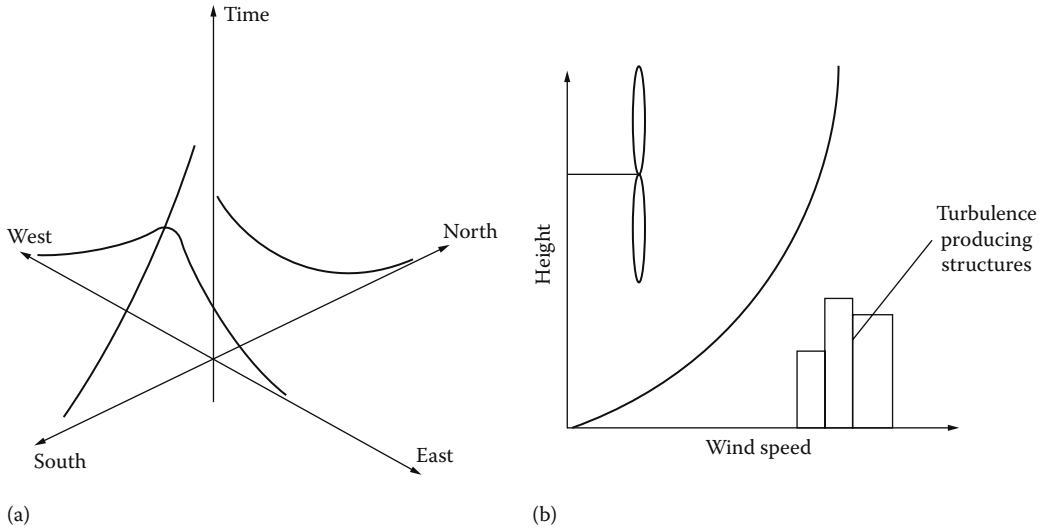 Time
West
North
South
East
(a)
Height
Turbulence
producing
structures
Wind speed
(b)